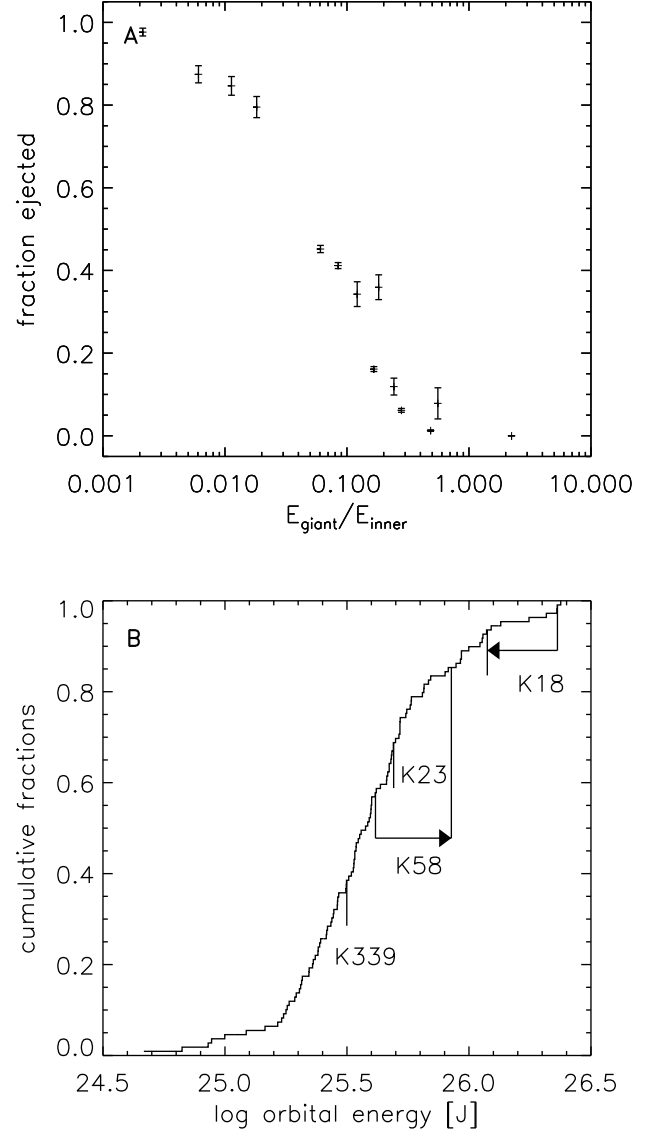 A
1.0
0.8
0.6
0.4
0.2
0.0
fraction ejected
0.001 0.010 0.100 1.000 10.000
E_giant/E_inner
B
1.0
0.8
0.6
0.4
0.2
0.0
cumulative fractions
K18
K23
K58
K339
24.5 25.0 25.5 26.0 26.5
log orbital energy [J]